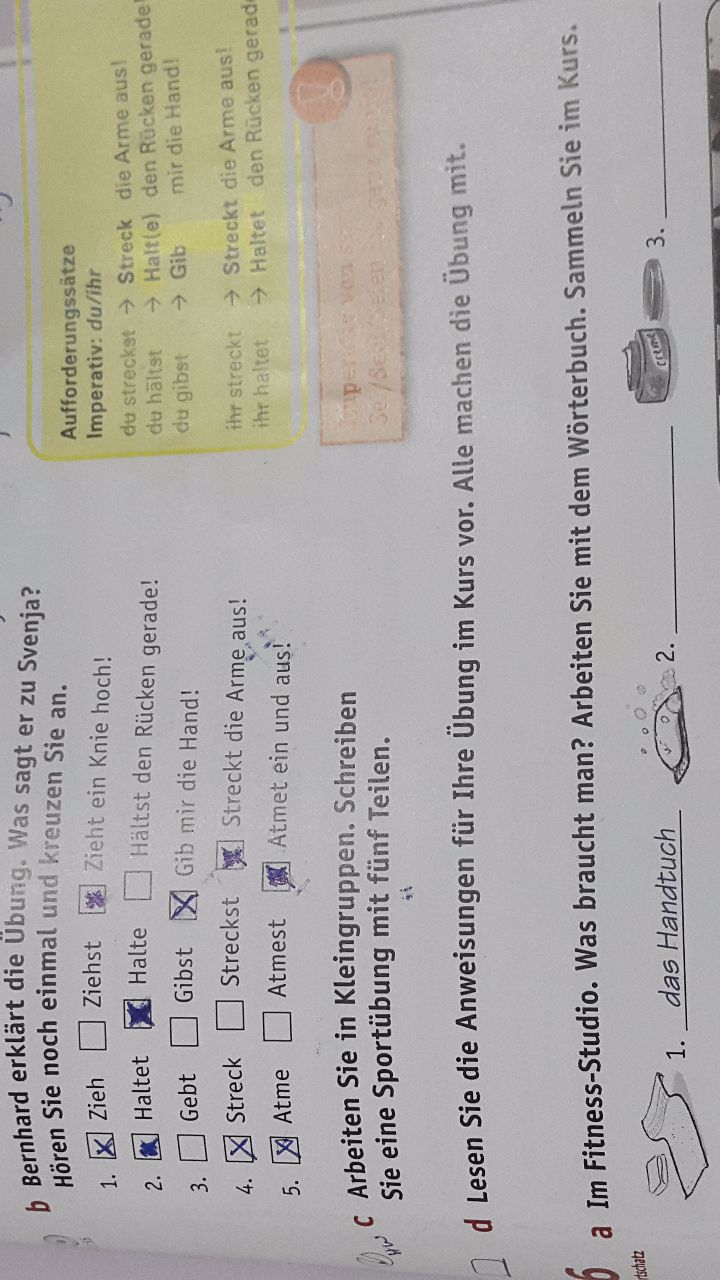 b Bernhard erklärt die Übung. Was sagt er zu Svenja?
Hören Sie noch einmal und kreuzen Sie an.
1. Zieh Ziehst Zieht ein Knie hoch!
2. Haltet Halte Hältst den Rücken gerade!
3. Gebt Gibst Gib mir die Hand!
4. Streck Streckst Streckt die Arme aus!
5. Atme Atmest Atmet ein und aus!
Aufforderungssätze
Imperativ: du/ihr
du streckst → Streck die Arme aus!
du hältst → Halt(e) den Rücken gerade!
du gibst → Gib mir die Hand!
ihr streckt → Streckt die Arme aus!
ihr haltet → Haltet den Rücken gerade
c Arbeiten Sie in Kleingruppen. Schreiben
Sie eine Sportübung mit fünf Teilen.
d Lesen Sie die Anweisungen für Ihre Übung im Kurs vor. Alle machen die Übung mit.
6 a Im Fitness-Studio. Was braucht man? Arbeiten Sie mit dem Wörterbuch. Sammeln Sie im Kurs.
1. das Handtuch 2. 3.
creme